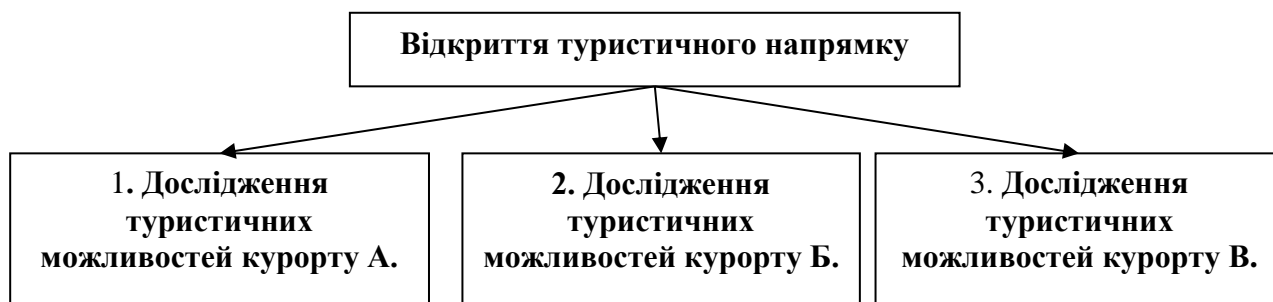 Відкриття туристичного напрямку
1. Дослідження
туристичних
можливостей курорту А.
2. Дослідження
туристичних
можливостей курорту Б.
3. Дослідження
туристичних
можливостей курорту В.